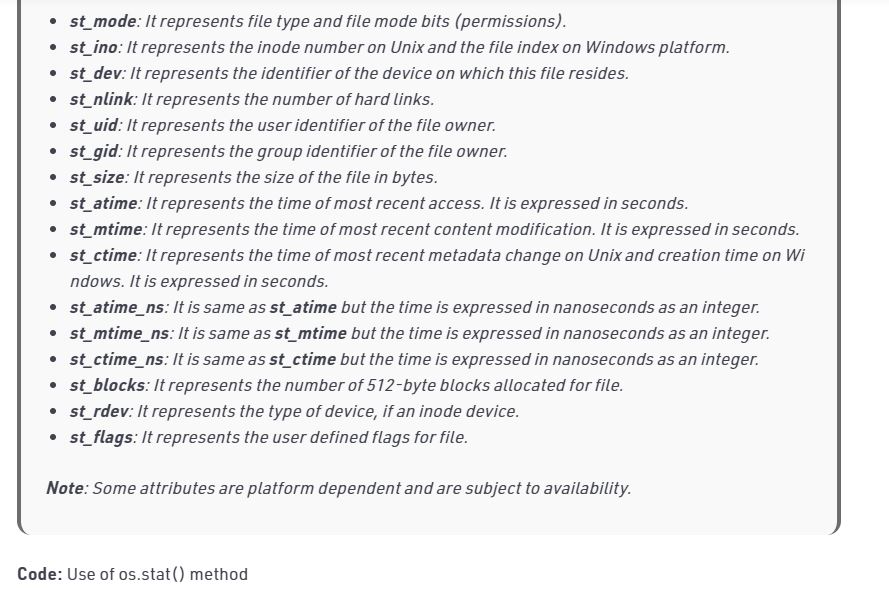 st_mode: It represents file type and file mode bits (permissions).
st_ino: It represents the inode number on Unix and the file index on Windows platform.
st_dev: It represents the identifier of the device on which this file resides.
st_nlink: It represents the number of hard links.
st_uid: It represents the user identifier of the file owner.
st_gid: It represents the group identifier of the file owner.
st_size: It represents the size of the file in bytes.
st_atime: It represents the time of most recent access. It is expressed in seconds.
st_mtime: It represents the time of most recent content modification. It is expressed in seconds.
st_ctime: It represents the time of most recent metadata change on Unix and creation time on Wi
ndows. It is expressed in seconds.
st_atime_ns: It is same as st_atime but the time is expressed in nanoseconds as an integer.
st_mtime_ns: It is same as st_mtime but the time is expressed in nanoseconds as an integer.
st_ctime_ns: It is same as st_ctime but the time is expressed in nanoseconds as an integer.
st_blocks: It represents the number of 512-byte blocks allocated for file.
st_rdev: It represents the type of device, if an inode device.
st_flags: It represents the user defined flags for file.
Note: Some attributes are platform dependent and are subject to availability.
Code: Use of os.stat() method